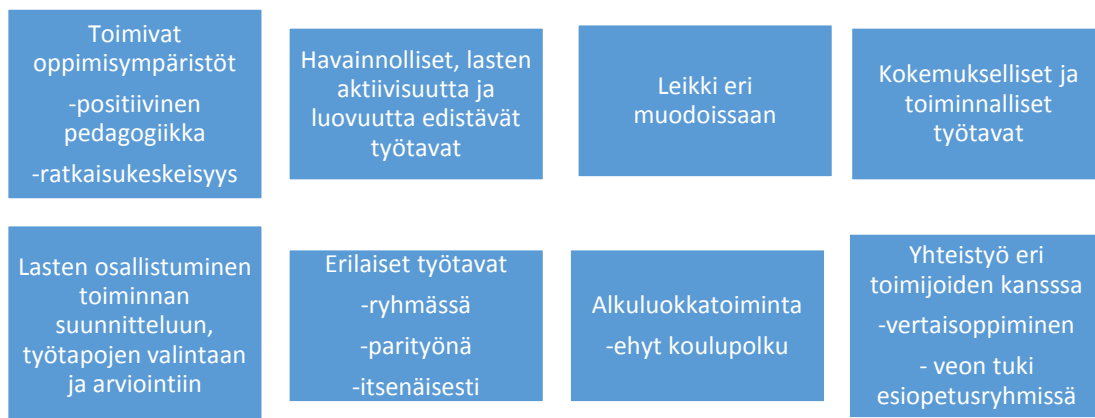 Toimivat
oppimisympäristöt
-positiivinen
pedagogiikka
-ratkaisukeskeisyys
Havainnolliset, lasten
aktiivisuutta ja
luovuutta edistävät
työtavat
Leikki eri
muodoissaan
Kokemukselliset ja
toiminnalliset
työtavat
Lasten osallistuminen
toiminnan
suunnitteluun,
työtapojen valintaan
ja arviointiin
Erilaiset työtavat
-ryhmässä
-parityönä
-itsenäisesti
Alkuluokkatoiminta
-ehyt koulupolku
Yhteistyö eri
toimijoiden kansssa
-vertaisoppiminen
- veon tuki
esiopetusryhmissä